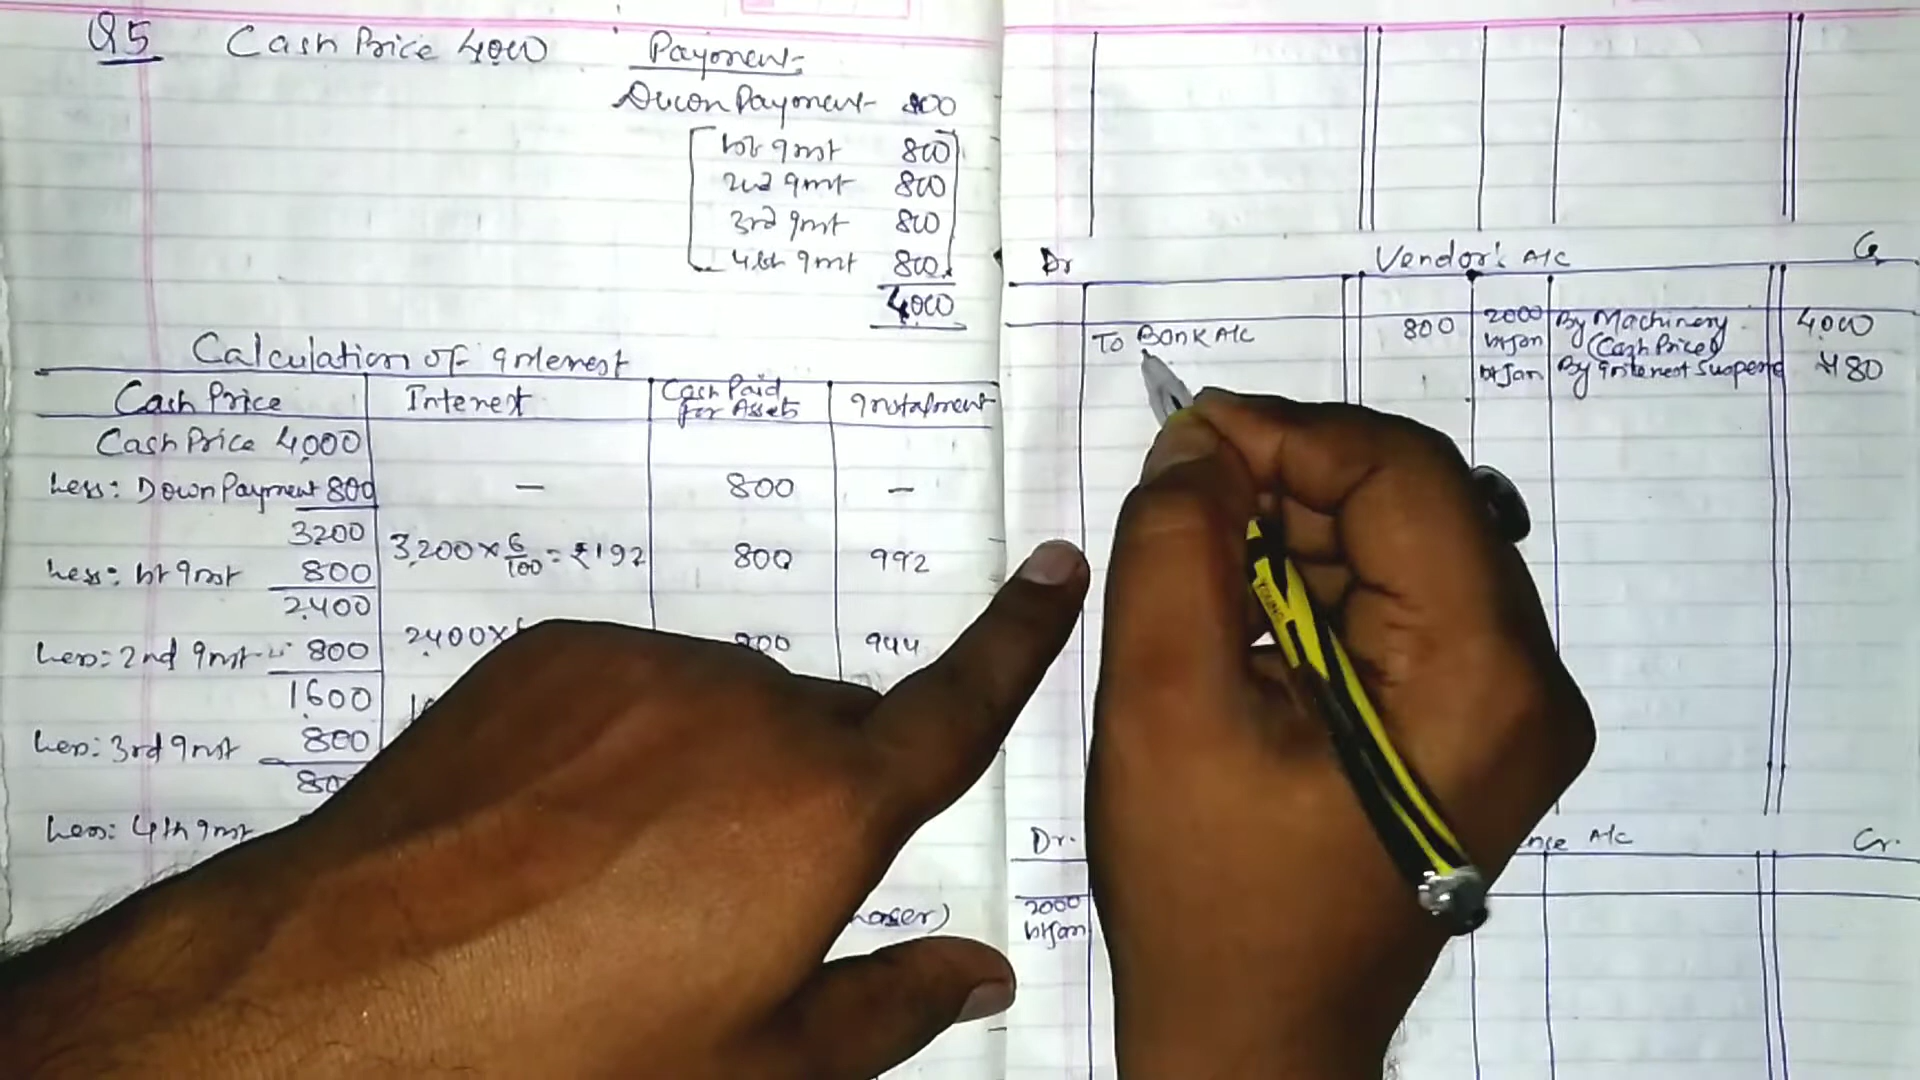 Q5 Cash Price 4000
Payment
Down Payment 800
1st Inst 800
2nd Inst 800
3rd Inst 800
4th Inst 800
4000
Calculation of Interest
Cash Price Interest Cash Paid for Assets Instalment
Cash Price 4000
Less: Down Payment 800 — 800 —
3200 3,200 × 6/100 = ₹192 800 992
Less: 1st Inst 800
2400 2400×
Less: 2nd Inst 800 944
1600
Less: 3rd Inst 800
Less: 4th Inst
Dr Vendor's A/c Cr
To Bank A/c 800 2000 1st Jan By Machinery (Cash Price) 4000
1st Jan By Interest Suspense 480
Dr. A/c Cr.
2000
1st Jan